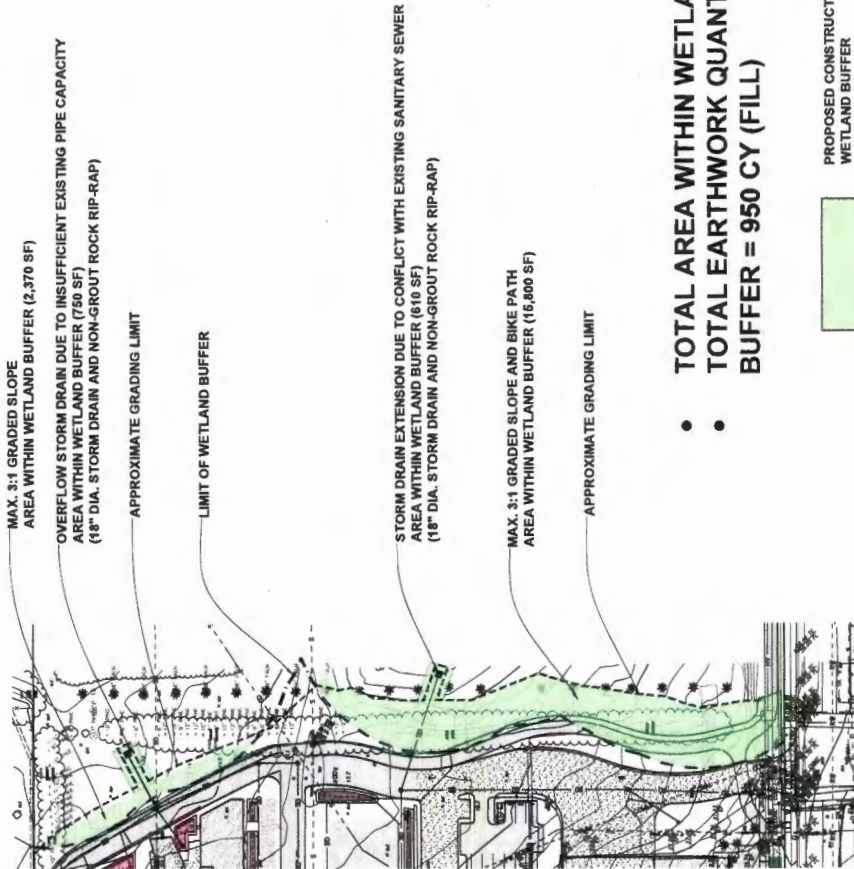 MAX. 3:1 GRADED SLOPE
AREA WITHIN WETLAND BUFFER (2,370 SF)
OVERFLOW STORM DRAIN DUE TO INSUFFICIENT EXISTING PIPE CAPACITY
AREA WITHIN WETLAND BUFFER (750 SF)
(18" DIA. STORM DRAIN AND NON-GROUT ROCK RIP-RAP)
APPROXIMATE GRADING LIMIT
LIMIT OF WETLAND BUFFER
STORM DRAIN EXTENSION DUE TO CONFLICT WITH EXISTING SANITARY SEWER
AREA WITHIN WETLAND BUFFER (610 SF)
(18" DIA. STORM DRAIN AND NON-GROUT ROCK RIP-RAP)
MAX. 3:1 GRADED SLOPE AND BIKE PATH
AREA WITHIN WETLAND BUFFER (15,800 SF)
APPROXIMATE GRADING LIMIT
• TOTAL AREA WITHIN WETLA
• TOTAL EARTHWORK QUANT
BUFFER = 950 CY (FILL)
PROPOSED CONSTRUCT
WETLAND BUFFER